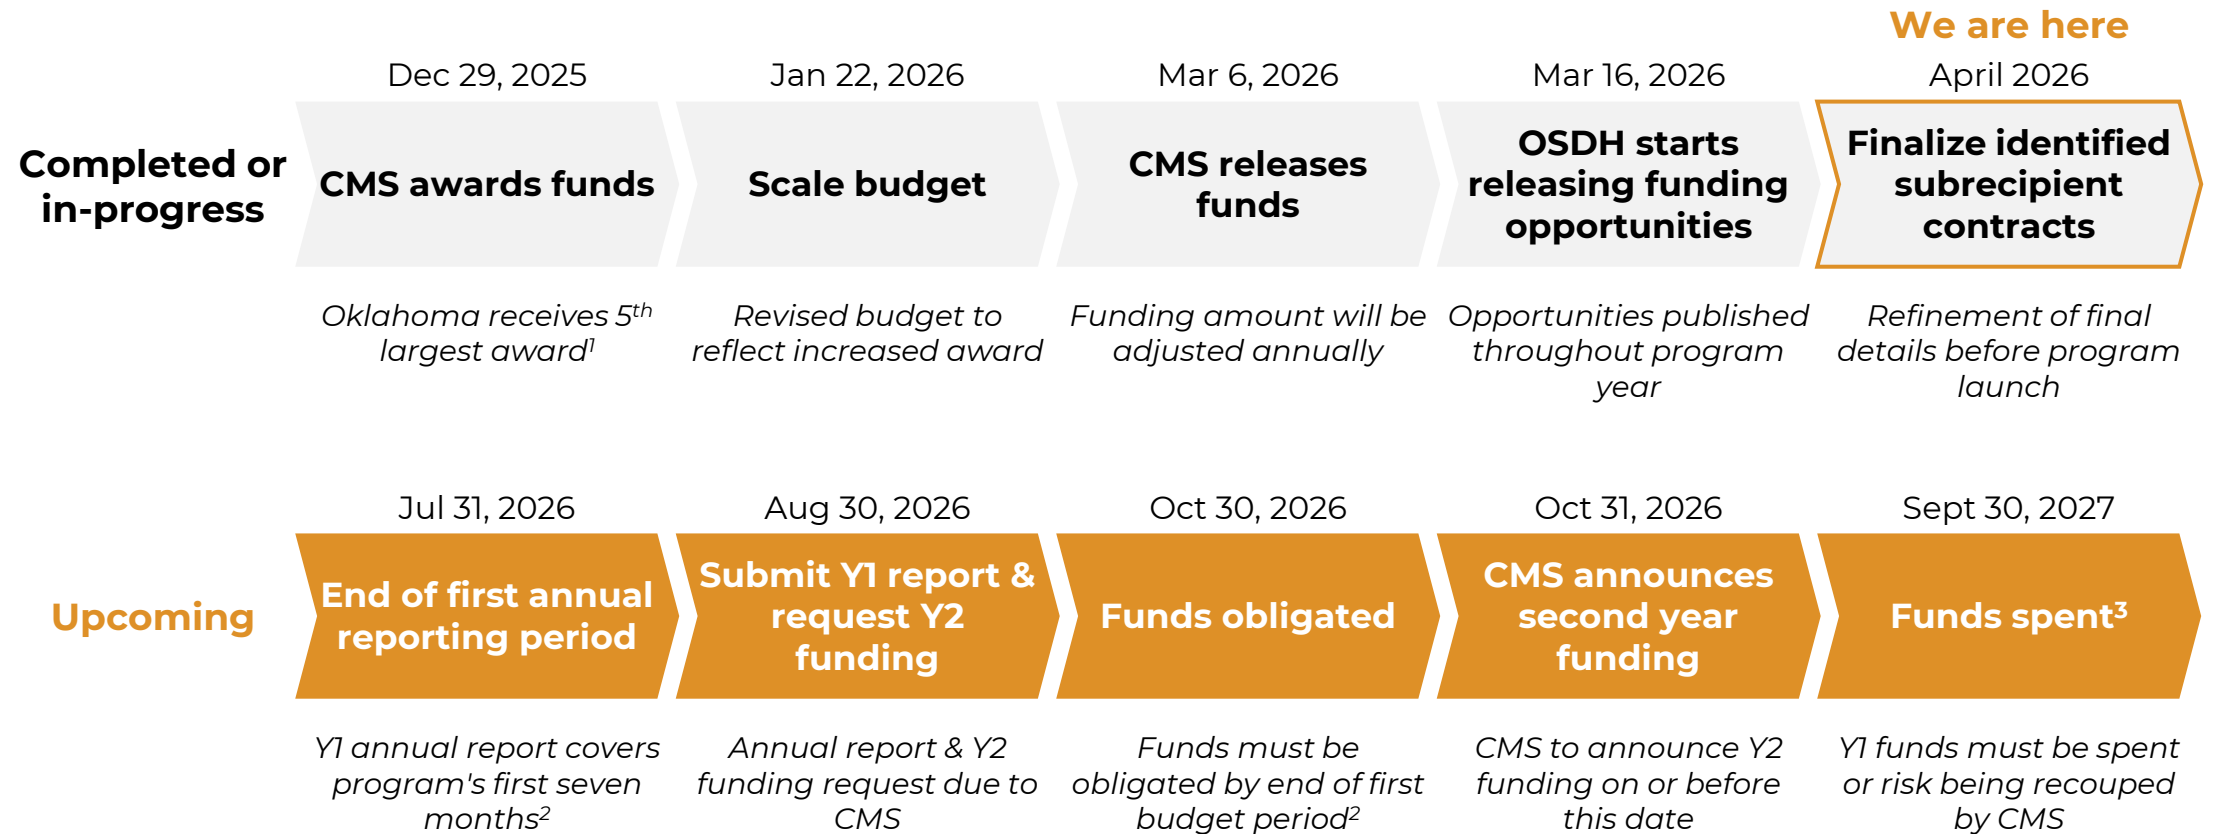 We are here
Dec 29, 2025
Jan 22, 2026
Mar 6, 2026
Mar 16, 2026
April 2026
Completed or
in-progress
CMS awards funds
Scale budget
CMS releases
funds
OSDH starts
releasing funding
opportunities
Finalize identified
subrecipient
contracts
Oklahoma receives 5th
largest award1
Revised budget to
reflect increased award
Funding amount will be
adjusted annually
Opportunities published
throughout program
year
Refinement of final
details before program
launch
Jul 31, 2026
Aug 30, 2026
Oct 30, 2026
Oct 31, 2026
Sept 30, 2027
Upcoming
End of first annual
reporting period
Submit Y1 report &
request Y2
funding
Funds obligated
CMS announces
second year
funding
Funds spent3
Y1 annual report covers
program's first seven
months2
Annual report & Y2
funding request due to
CMS
Funds must be
obligated by end of first
budget period2
CMS to announce Y2
funding on or before
this date
Y1 funds must be spent
or risk being recouped
by CMS